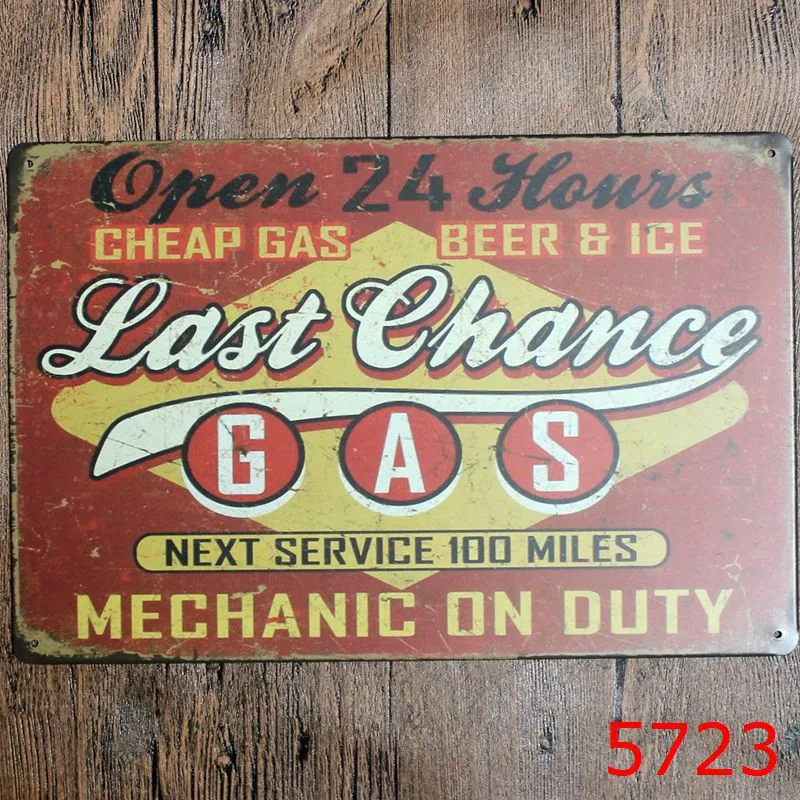 Open 24 Hours
CHEAP GAS BEER & ICE
Last Chance
GAS
NEXT SERVICE 100 MILES
MECHANIC ON DUTY
5723